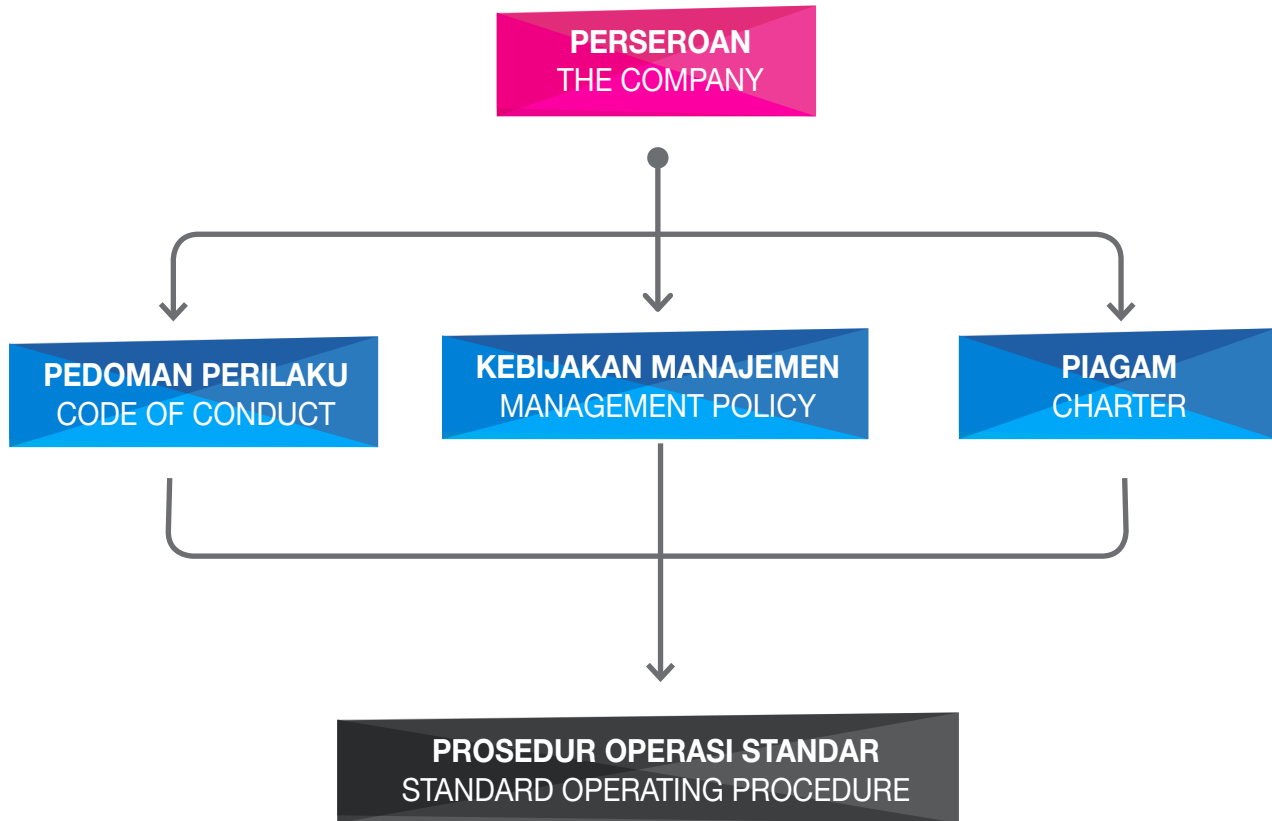 PERSEROAN
THE COMPANY
PEDOMAN PERILAKU
CODE OF CONDUCT
KEBIJAKAN MANAJEMEN
MANAGEMENT POLICY
PIAGAM
CHARTER
PROSEDUR OPERASI STANDAR
STANDARD OPERATING PROCEDURE